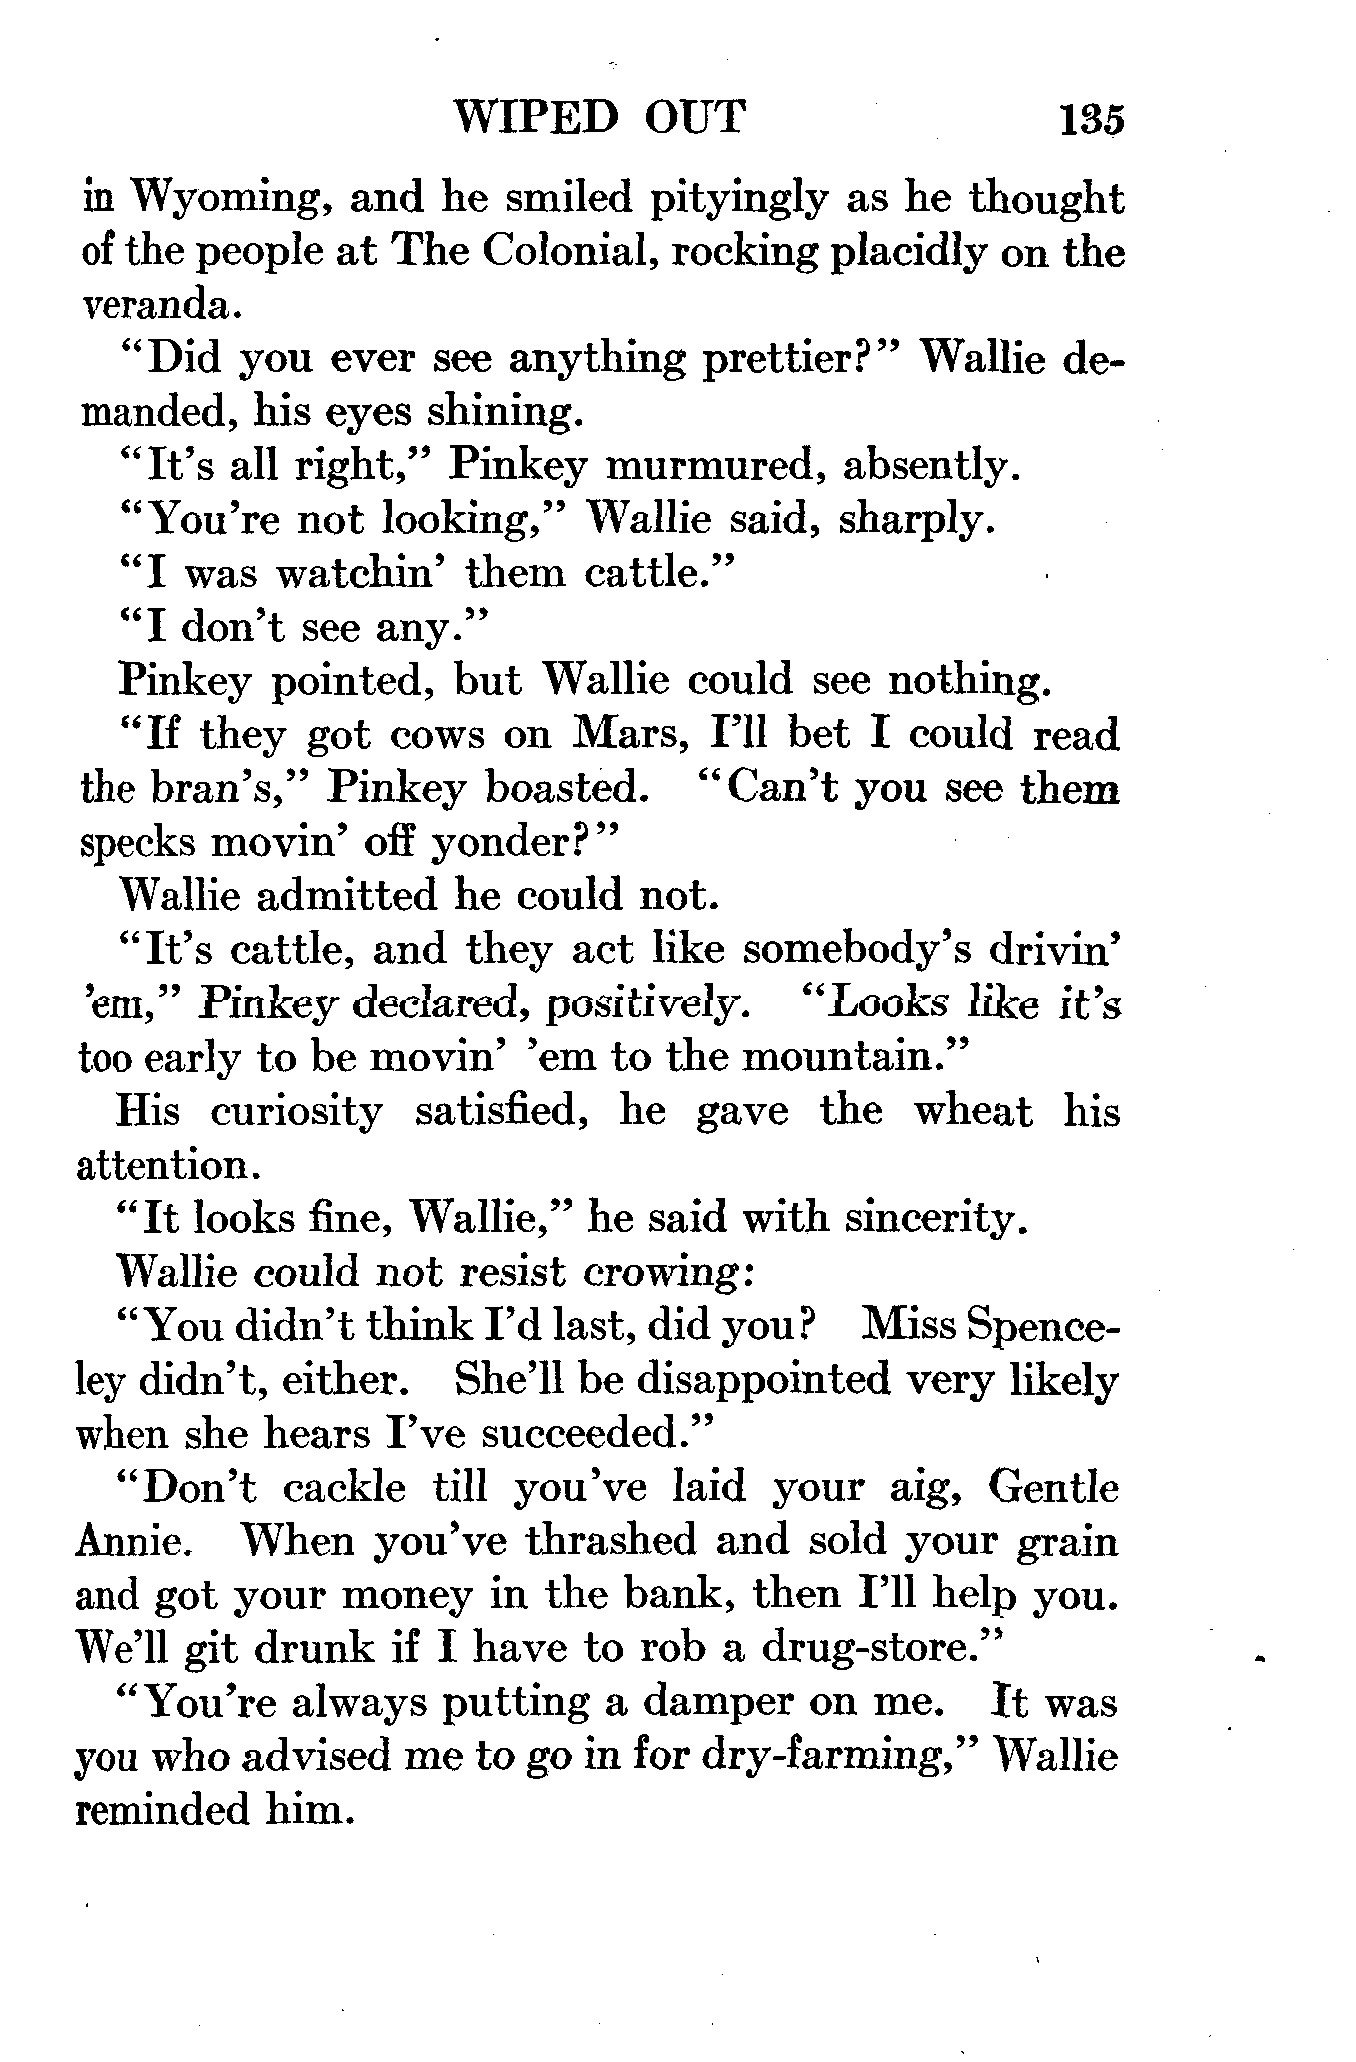 WIPED OUT 135
in Wyoming, and he smiled pityingly as he thought
of the people at The Colonial, rocking placidly on the
veranda.
“Did you ever see anything prettier?” Wallie de-
manded, his eyes shining.
“It’s all right,” Pinkey murmured, absently.
“You’re not looking,” Wallie said, sharply.
“I was watchin’ them cattle.”
“I don’t see any.”
Pinkey pointed, but Wallie could see nothing.
“If they got cows on Mars, I’ll bet I could read
the bran’s,” Pinkey boasted. “Can’t you see them
specks movin’ off yonder?”
Wallie admitted he could not.
“It’s cattle, and they act like somebody’s drivin’
’em,” Pinkey declared, positively. “Looks like it’s
too early to be movin’ ’em to the mountain.”
His curiosity satisfied, he gave the wheat his
attention.
“It looks fine, Wallie,” he said with sincerity.
Wallie could not resist crowing:
“You didn’t think I’d last, did you? Miss Spence-
ley didn’t, either. She’ll be disappointed very likely
when she hears I’ve succeeded.”
“Don’t cackle till you’ve laid your aig, Gentle
Annie. When you’ve thrashed and sold your grain
and got your money in the bank, then I’ll help you.
We’ll git drunk if I have to rob a drug-store.”
“You’re always putting a damper on me. It was
you who advised me to go in for dry-farming,” Wallie
reminded him.